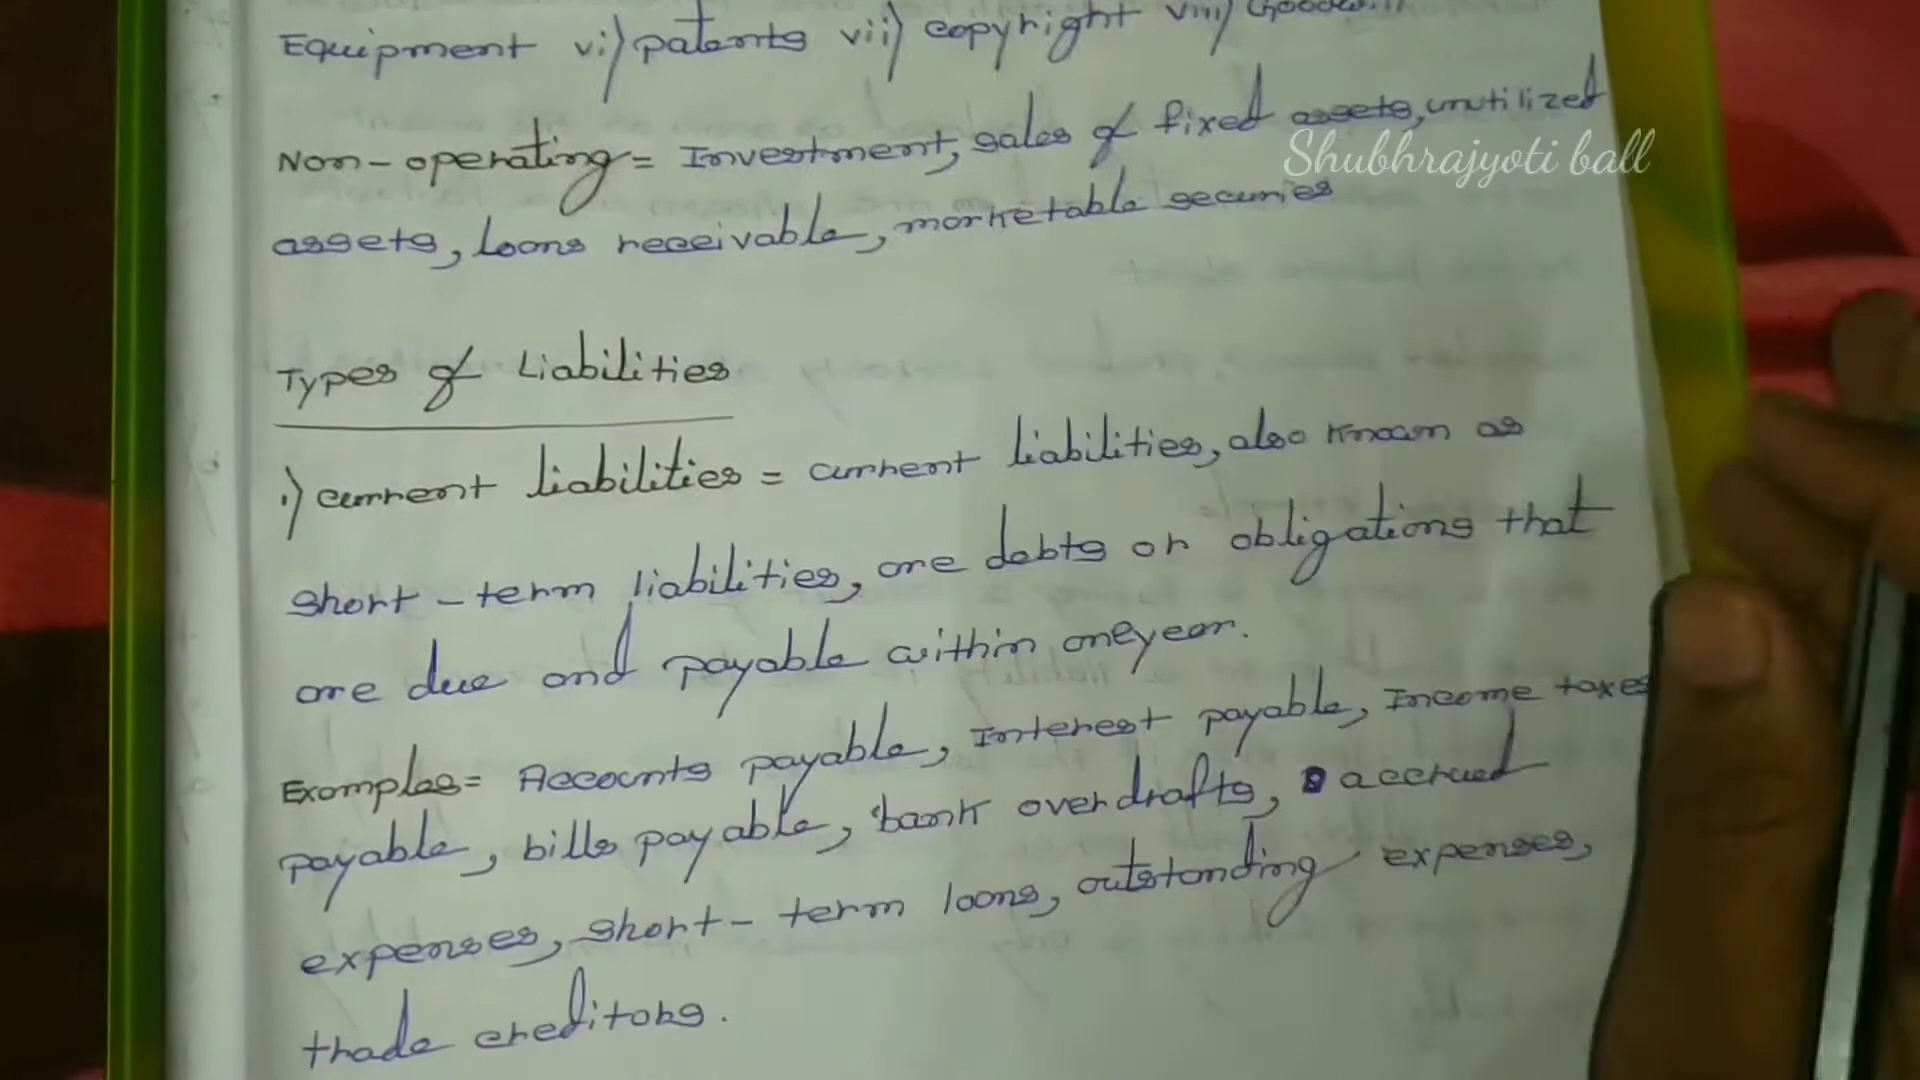 Equipment vi) patents vii) copyright viii) Goodwill
Non-operating = Investment, sales of fixed assets, unutilized
Shubhrajyoti ball
assets, loans receivable, marketable securies
Types of Liabilities
i) current liabilities = current liabilities, also known as
short-term liabilities, are debts or obligations that
are due and payable within oneyear.
Examples = Accounts payable, Interest payable, Income taxes
payable, bills payable, bank overdrafts, accrued
expenses, short-term loans, outstanding expenses,
trade creditors.